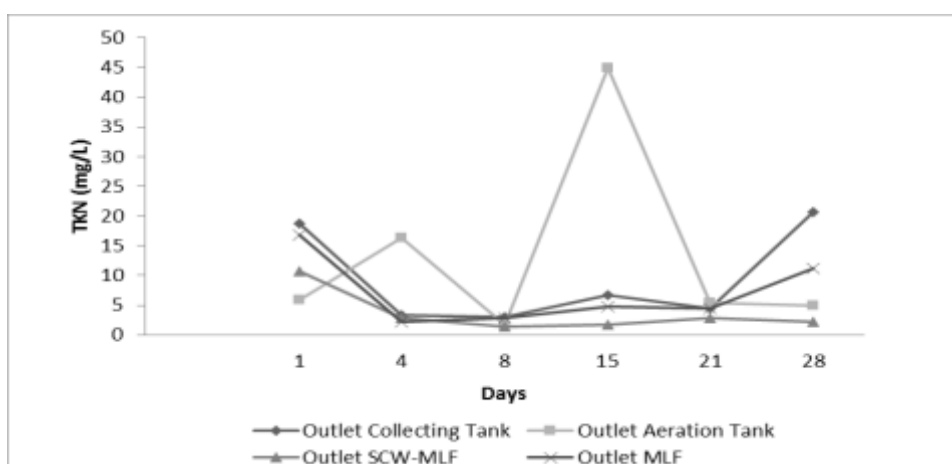 50
45
40
35
30
25
20
15
10
5
0
TKN (mg/L)
1 4 8 15 21 28
Days
Outlet Collecting Tank Outlet Aeration Tank
Outlet SCW-MLF Outlet MLF